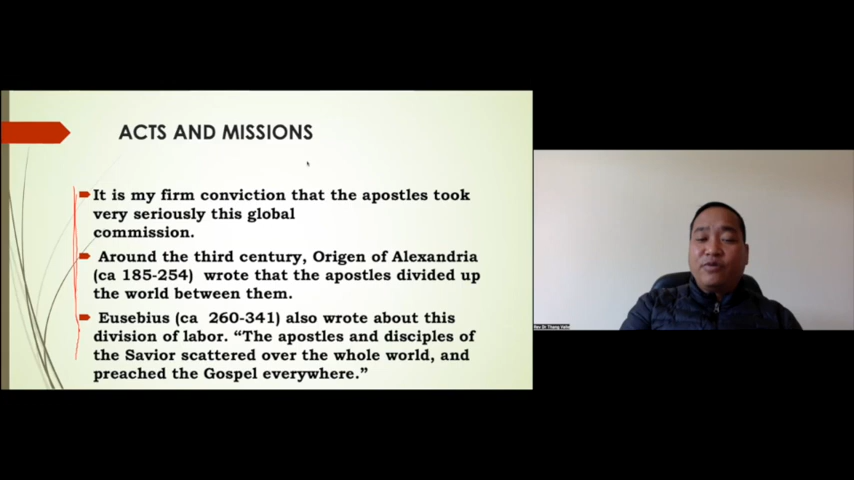 ACTS AND MISSIONS
It is my firm conviction that the apostles took
very seriously this global
commission.
Around the third century, Origen of Alexandria
(ca 185-254) wrote that the apostles divided up
the world between them.
Eusebius (ca 260-341) also wrote about this
division of labor. “The apostles and disciples of
the Savior scattered over the whole world, and
preached the Gospel everywhere.”
Rev Dr Thang